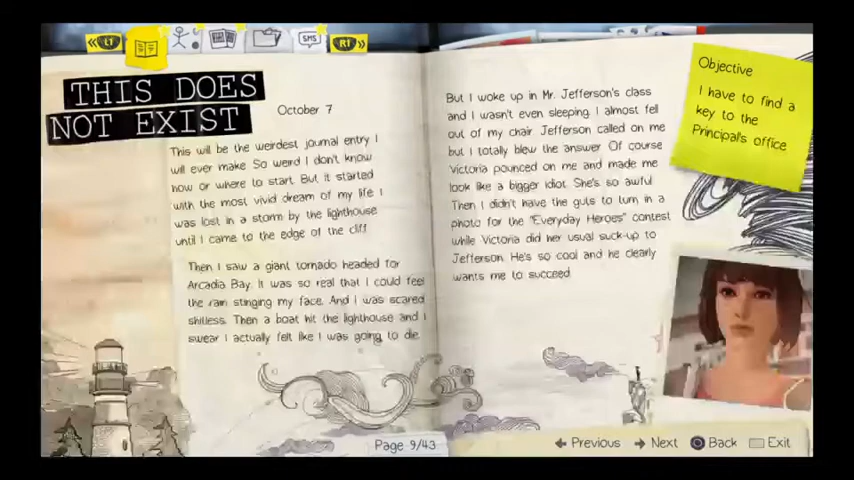 L1
SMS
R1
THIS DOES
NOT EXIST
October 7
This will be the weirdest journal entry I
will ever make So weird I don't know
how or where to start. But it started
with the most vivid dream of my life I
was lost in a storm by the lighthouse
until I came to the edge of the cliff
Then I saw a giant tornado headed for
Arcadia Bay. It was so real that I could feel
the rain stinging my face. And I was scared
shitless. Then a boat hit the lighthouse and I
swear I actually felt like I was going to die
But I woke up in Mr. Jefferson's class
and I wasn't even sleeping. I almost fell
out of my chair Jefferson called on me
but I totally blew the answer Of course
Victoria pounced on me and made me
look like a bigger idiot. She's so awful
Then I didn't have the guts to turn in a
photo for the "Everyday Heroes" contest
while Victoria did her usual suck-up to
Jefferson. He's so cool and he clearly
wants me to succeed
Objective
I have to find a
key to the
Principal's office
Page 9/43
Previous
Next
Back
Exit